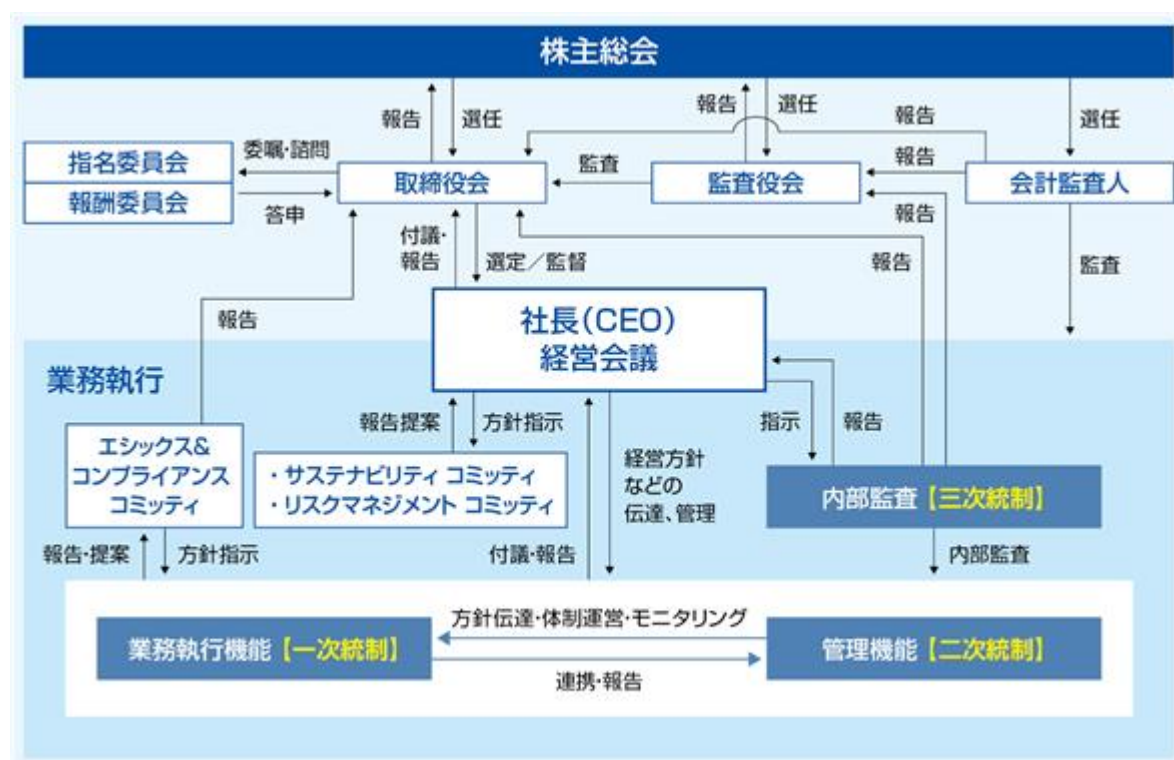 株主総会
報告
選任
報告
選任
報告
選任
指名委員会
報酬委員会
委嘱・諮問
答申
取締役会
監査
監査役会
報告
会計監査人
報告
付議・
報告
選定／監督
報告
監査
報告
社長(CEO)
経営会議
業務執行
報告提案
方針指示
指示
報告
エシックス&
コンプライアンス
コミッティ
・サステナビリティ コミッティ
・リスクマネジメント コミッティ
経営方針
などの
伝達、管理
内部監査【三次統制】
報告・提案
方針指示
付議・報告
内部監査
方針伝達・体制運営・モニタリング
業務執行機能【一次統制】
管理機能【二次統制】
連携・報告